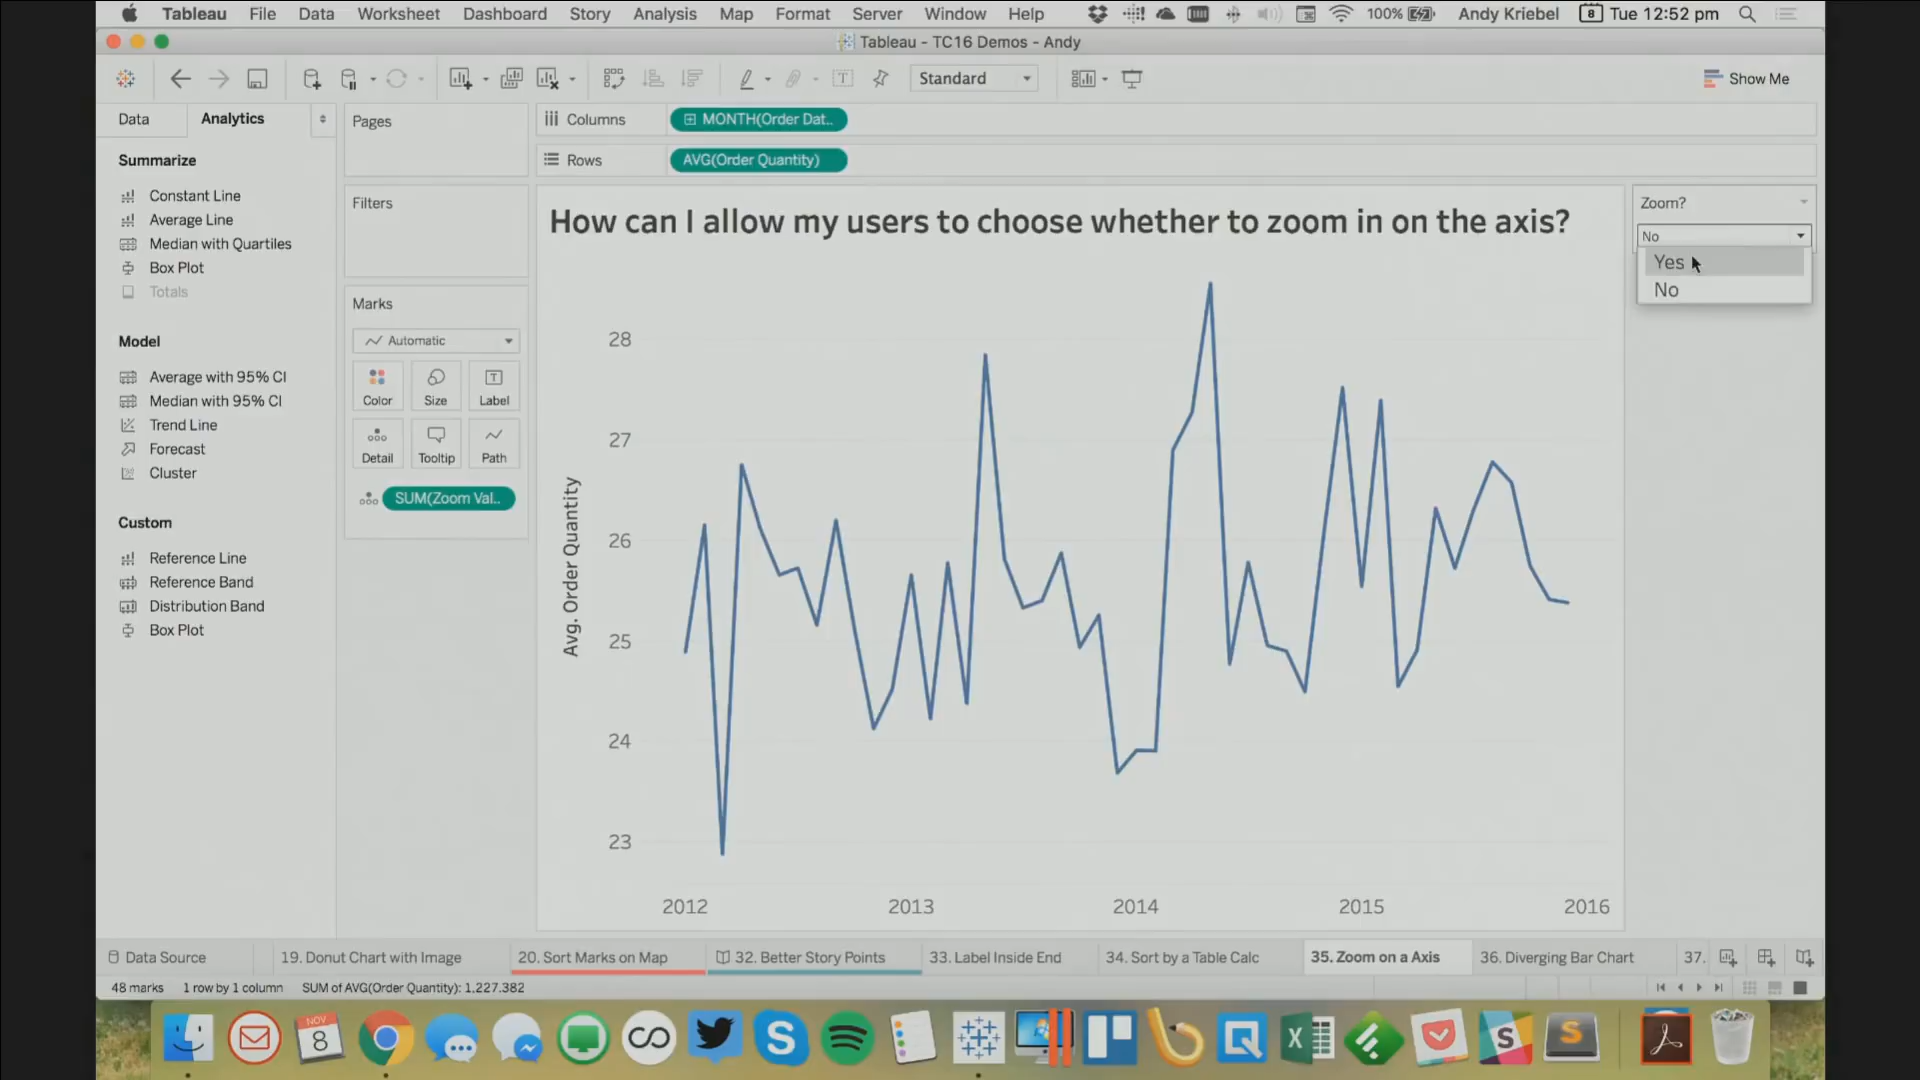 Tableau File Data Worksheet Dashboard Story Analysis Map Format Server Window Help 100% Andy Kriebel 8 Tue 12:52 pm
Tableau - TC16 Demos - Andy
Standard Show Me
Data Analytics
Summarize
Constant Line
Average Line
Median with Quartiles
Box Plot
Totals
Model
Average with 95% CI
Median with 95% CI
Trend Line
Forecast
Cluster
Custom
Reference Line
Reference Band
Distribution Band
Box Plot
Pages
Filters
Marks
Automatic
Color Size Label
Detail Tooltip Path
SUM(Zoom Val..
Columns MONTH(Order Dat..
Rows AVG(Order Quantity)
How can I allow my users to choose whether to zoom in on the axis?
Avg. Order Quantity
28
27
26
25
24
23
2012 2013 2014 2015 2016
Zoom?
No
Yes
No
Data Source 19. Donut Chart with Image 20. Sort Marks on Map 32. Better Story Points 33. Label Inside End 34. Sort by a Table Calc 35. Zoom on a Axis 36. Diverging Bar Chart 37.
48 marks 1 row by 1 column SUM of AVG(Order Quantity): 1,227.382
NOV
8